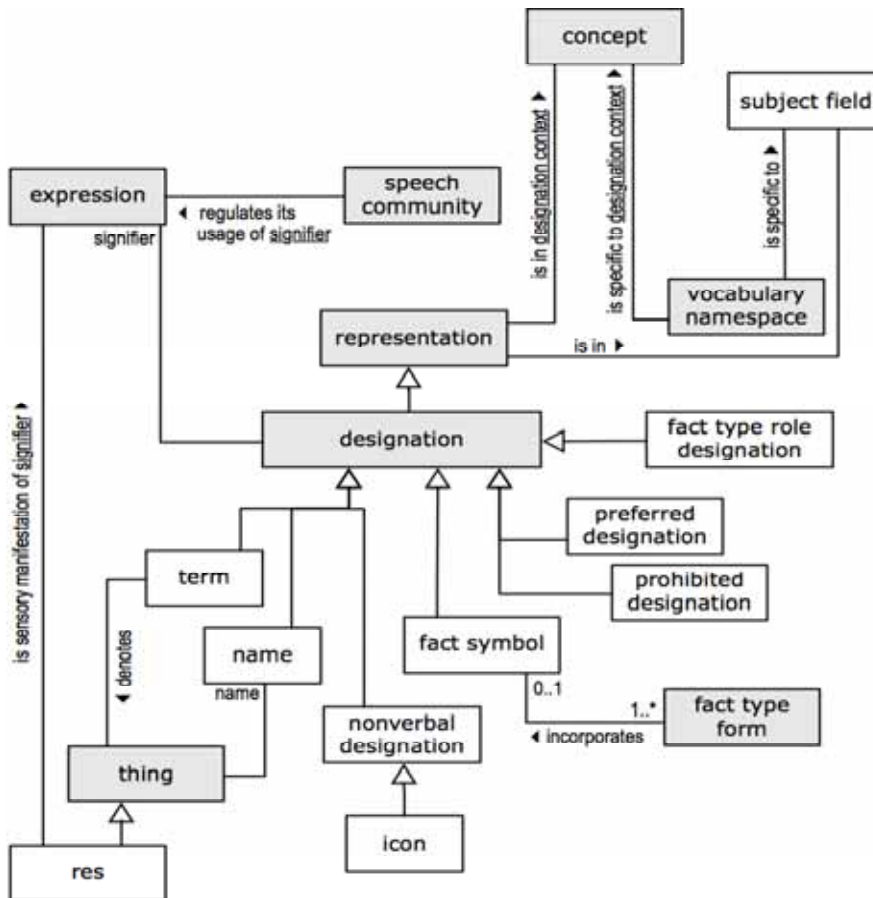 concept
subject field
is in designation context ▶
is specific to designation context ▶
is specific to ▶
expression
speech
community
◀ regulates its
usage of signifier
signifier
vocabulary
namespace
representation
is in ▶
is sensory manifestation of signifier ▶
designation
fact type role
designation
preferred
designation
term
prohibited
designation
◀ denotes
name
fact symbol
name
0..1
1..*
fact type
form
nonverbal
designation
◀ incorporates
thing
icon
res